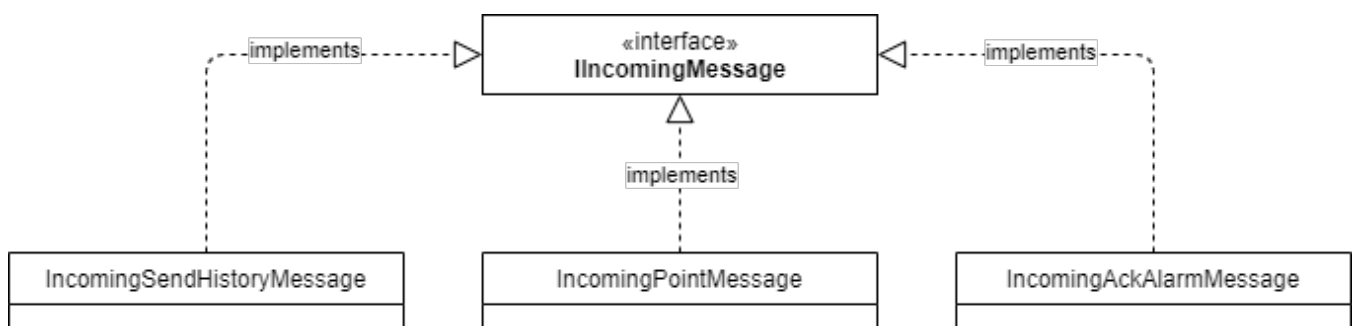 «interface»
IIncomingMessage
implements
implements
implements
IncomingSendHistoryMessage
IncomingPointMessage
IncomingAckAlarmMessage